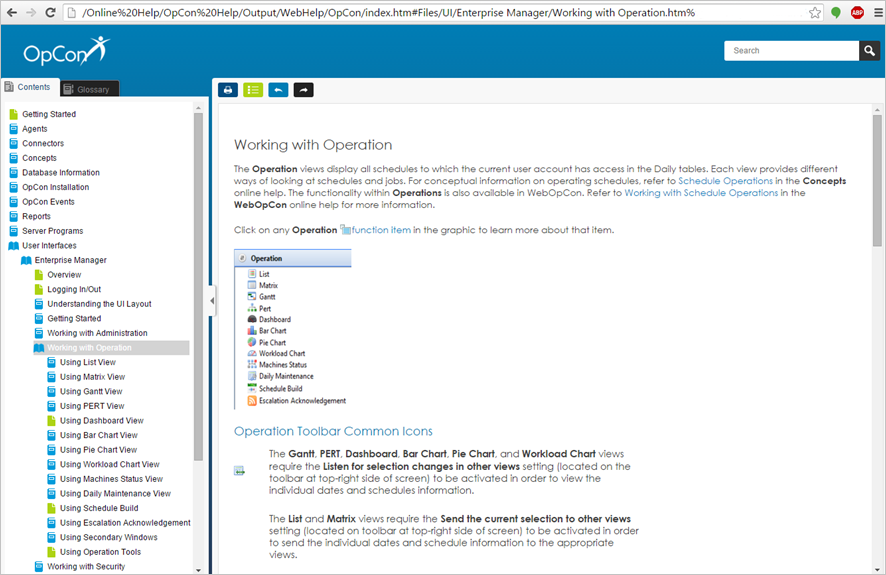 /Online%20Help/OpCon%20Help/Output/WebHelp/OpCon/index.htm#Files/UI/Enterprise Manager/Working with Operation.htm%
ABP
OpCon
Search
Contents
Glossary
Getting Started
Agents
Connectors
Concepts
Database Information
OpCon Installation
OpCon Events
Reports
Server Programs
User Interfaces
Enterprise Manager
Overview
Logging In/Out
Understanding the UI Layout
Getting Started
Working with Administration
Working with Operation
Using List View
Using Matrix View
Using Gantt View
Using PERT View
Using Dashboard View
Using Bar Chart View
Using Pie Chart View
Using Workload Chart View
Using Machines Status View
Using Daily Maintenance View
Using Schedule Build
Using Escalation Acknowledgement
Using Secondary Windows
Using Operation Tools
Working with Security
Working with Operation
The Operation views display all schedules to which the current user account has access in the Daily tables. Each view provides different
ways of looking at schedules and jobs. For conceptual information on operating schedules, refer to Schedule Operations in the Concepts
online help. The functionality within Operations is also available in WebOpCon. Refer to Working with Schedule Operations in the
WebOpCon online help for more information.
Click on any Operation function item in the graphic to learn more about that item.
Operation
List
Matrix
Gantt
Pert
Dashboard
Bar Chart
Pie Chart
Workload Chart
Machines Status
Daily Maintenance
Schedule Build
Escalation Acknowledgement
Operation Toolbar Common Icons
The Gantt, PERT, Dashboard, Bar Chart, Pie Chart, and Workload Chart views
require the Listen for selection changes in other views setting (located on the
toolbar at top-right side of screen) to be activated in order to view the
individual dates and schedules information.
The List and Matrix views require the Send the current selection to other views
setting (located on toolbar at top-right side of screen) to be activated in order
to send the individual dates and schedule information to the appropriate
views.